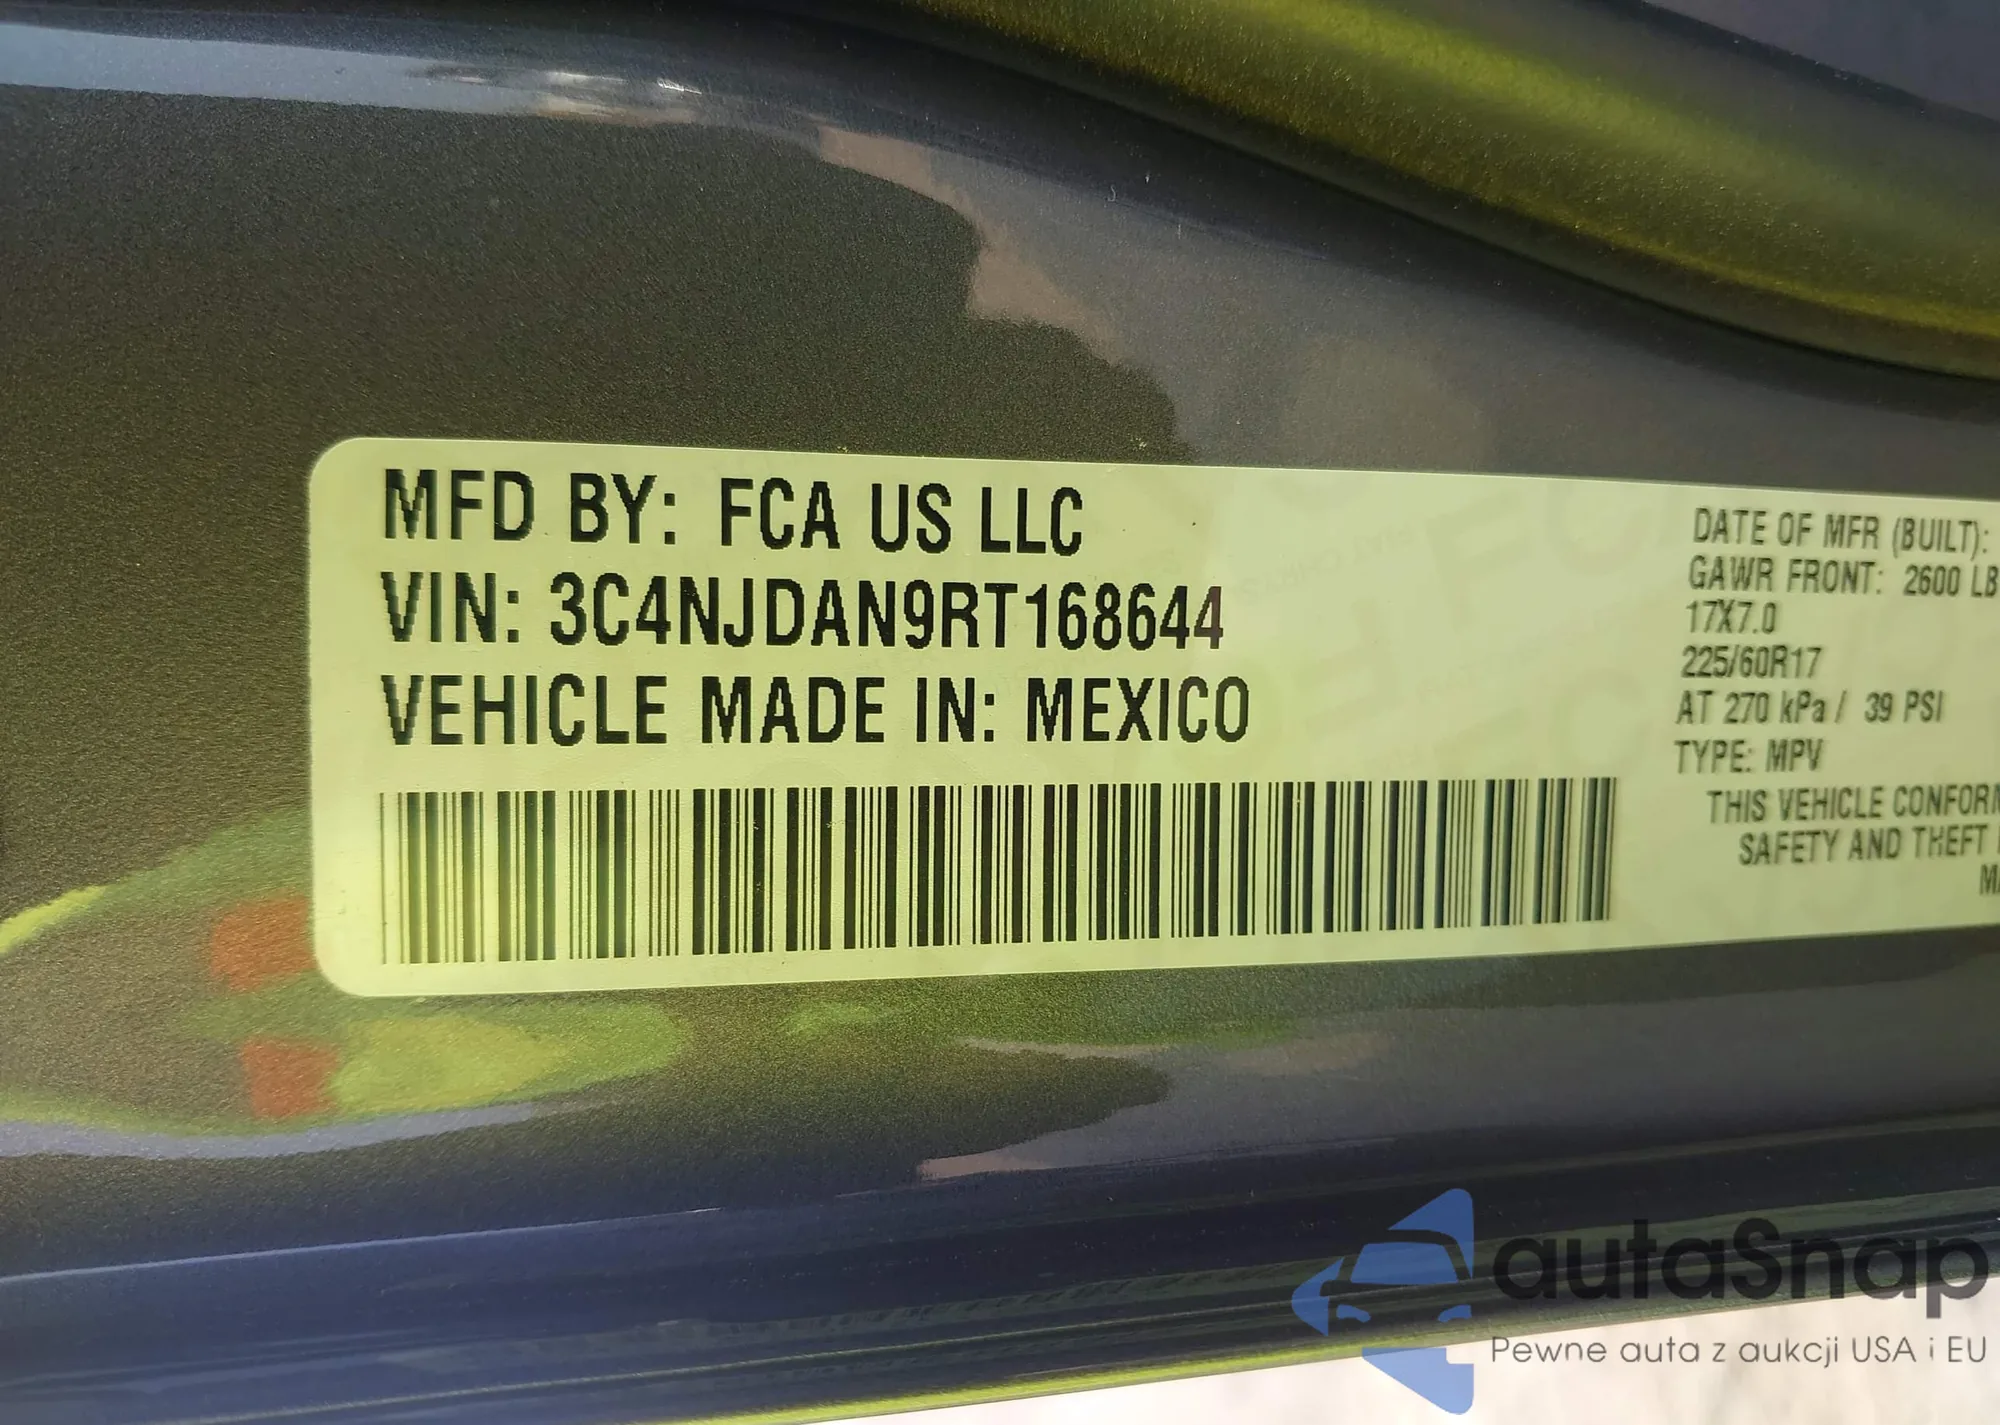 MFD BY: FCA US LLC
VIN: 3C4NJDAN9RT168644
VEHICLE MADE IN: MEXICO
DATE OF MFR (BUILT):
GAWR FRONT: 2600 LB
17X7.0
225/60R17
AT 270 kPa / 39 PSI
TYPE: MPV
THIS VEHICLE CONFORM
SAFETY AND THEFT
autaSnap
Pewne auta z aukcji USA i EU